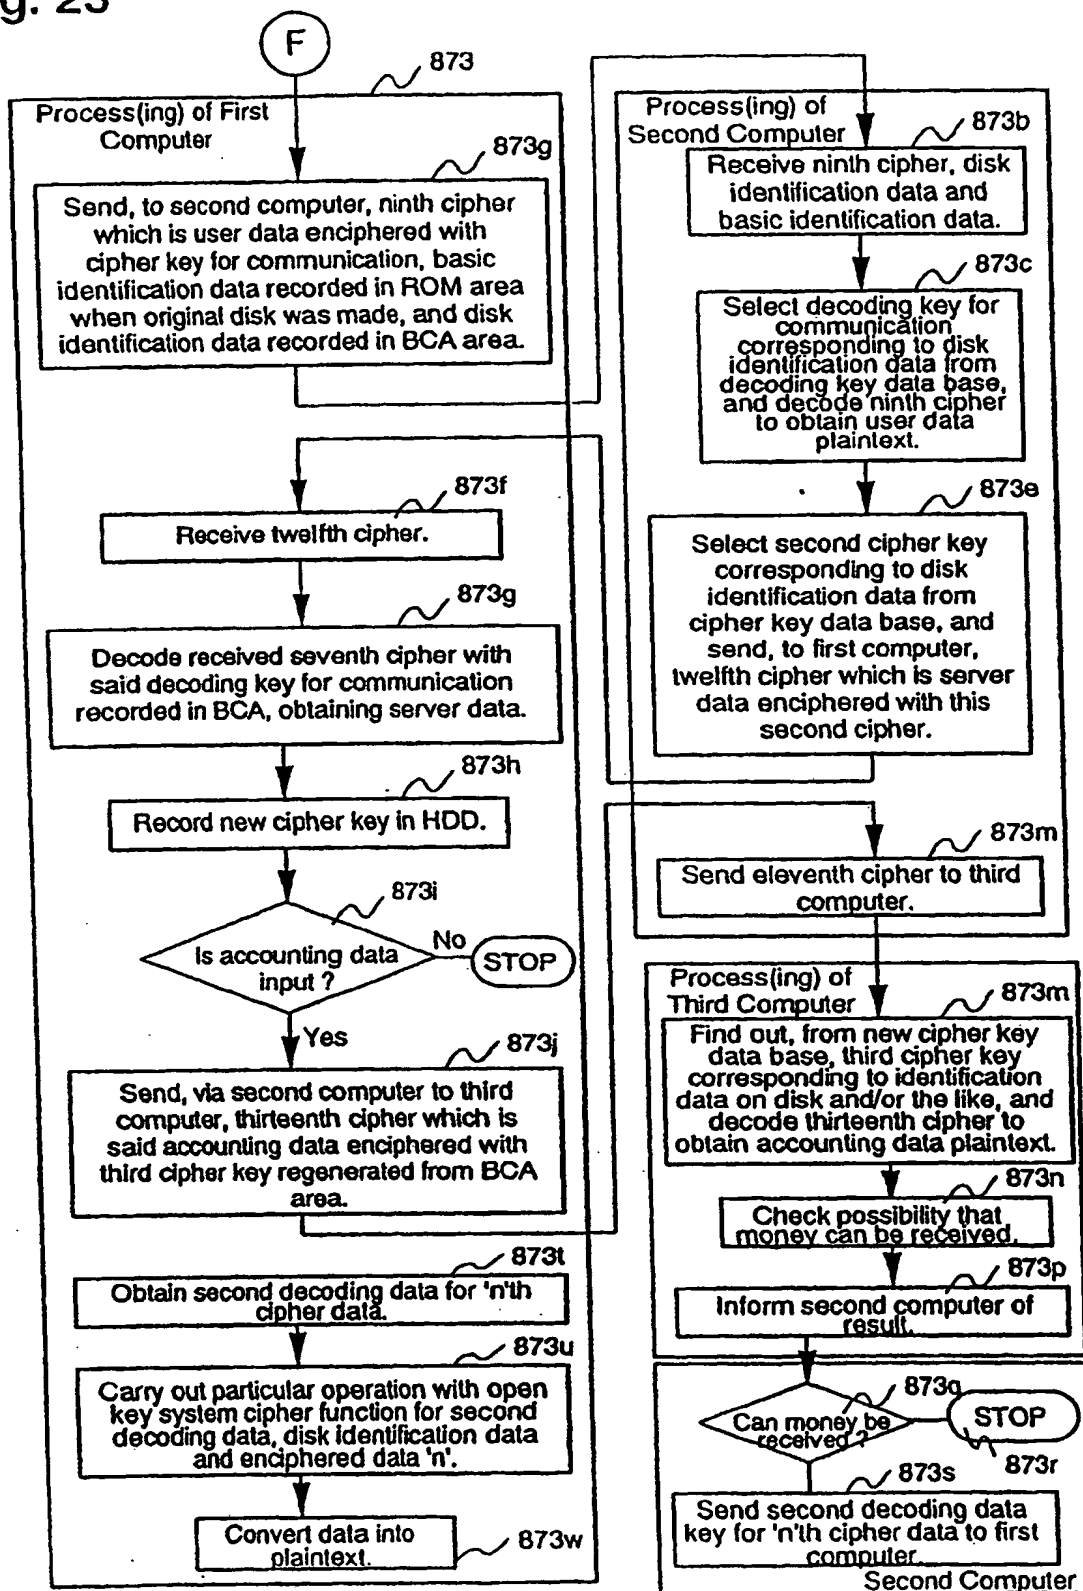 g. 23
F
873
Process(ing) of First
Computer
873g
Send, to second computer, ninth cipher
which is user data enciphered with
cipher key for communication, basic
identification data recorded in ROM area
when original disk was made, and disk
identification data recorded in BCA area.
873f
Receive twelfth cipher.
873g
Decode received seventh cipher with
said decoding key for communication
recorded in BCA, obtaining server data.
873h
Record new cipher key in HDD.
873i
Is accounting data
input ?
No
STOP
Yes
873j
Send, via second computer to third
computer, thirteenth cipher which is
said accounting data enciphered with
third cipher key regenerated from BCA
area.
873t
Obtain second decoding data for 'n'th
cipher data.
873u
Carry out particular operation with open
key system cipher function for second
decoding data, disk identification data
and enciphered data 'n'.
Convert data into
plaintext.
873w
Process(ing) of
Second Computer
873b
Receive ninth cipher, disk
identification data and
basic identification data.
873c
Select decoding key for
communication
corresponding to disk
identification data from
decoding key data base,
and decode ninth cipher
to obtain user data
plaintext.
873e
Select second cipher key
corresponding to disk
identification data from
cipher key data base, and
send, to first computer,
twelfth cipher which is server
data enciphered with this
second cipher.
873m
Send eleventh cipher to third
computer.
Process(ing) of
Third Computer
873m
Find out, from new cipher key
data base, third cipher key
corresponding to identification
data on disk and/or the like, and
decode thirteenth cipher to
obtain accounting data plaintext.
873n
Check possibility that
money can be received.
873p
Inform second computer of
result.
873q
Can money be
received ?
STOP
873r
873s
Send second decoding data
key for 'n'th cipher data to first
computer.
Second Computer